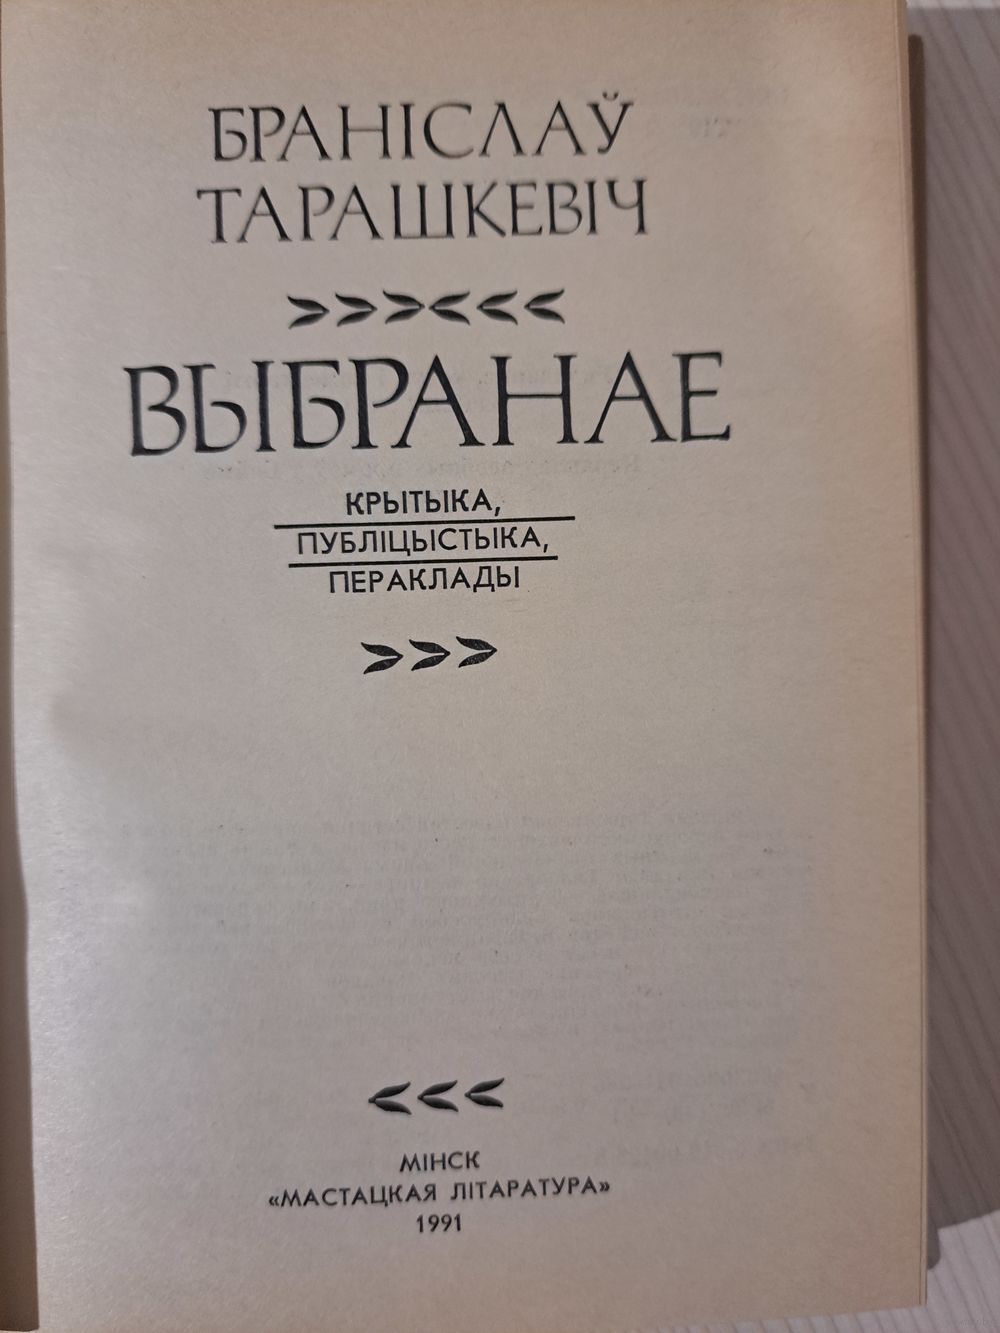 БРАНІСЛАЎ
ТАРАШКЕВІЧ
ВЫБРАНАЕ
КРЫТЫКА,
ПУБЛІЦЫСТЫКА,
ПЕРАКЛАДЫ
МІНСК
«МАСТАЦКАЯ ЛІТАРАТУРА»
1991